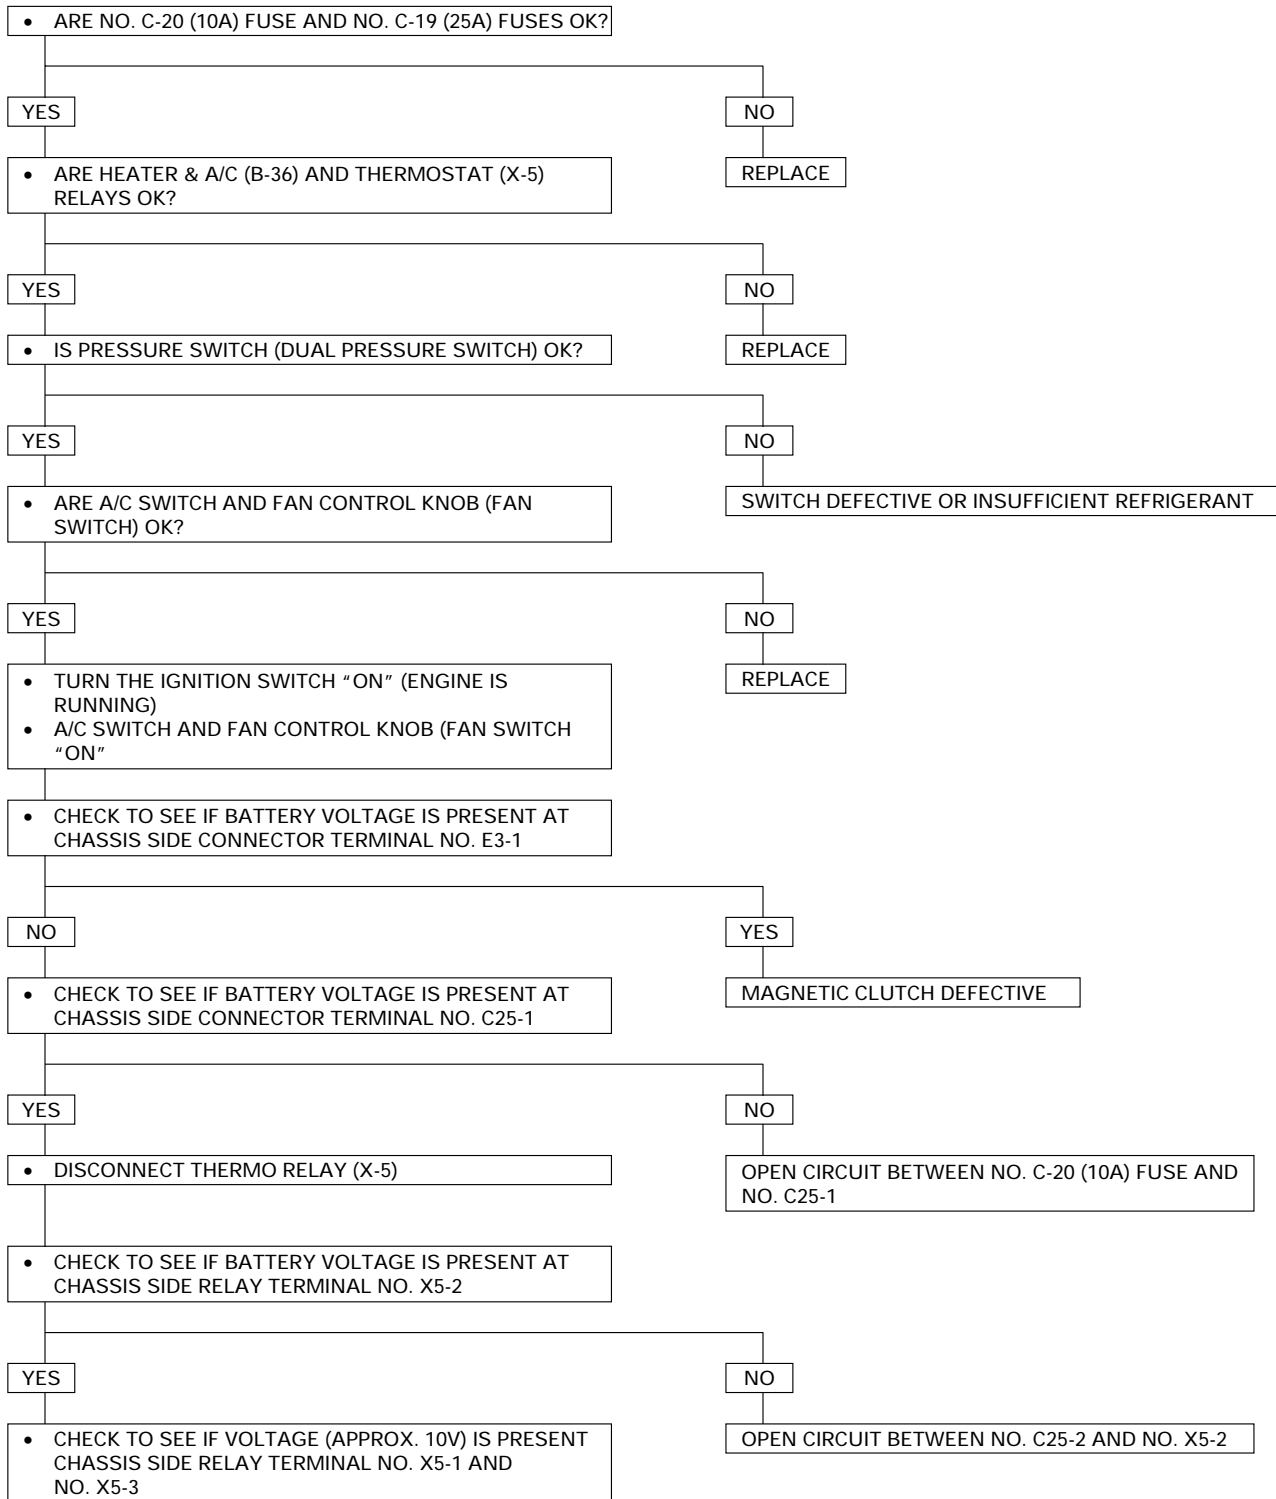 • ARE NO. C-20 (10A) FUSE AND NO. C-19 (25A) FUSES OK?
YES
NO
• ARE HEATER & A/C (B-36) AND THERMOSTAT (X-5)
RELAYS OK?
REPLACE
YES
NO
• IS PRESSURE SWITCH (DUAL PRESSURE SWITCH) OK?
REPLACE
YES
NO
• ARE A/C SWITCH AND FAN CONTROL KNOB (FAN
SWITCH) OK?
SWITCH DEFECTIVE OR INSUFFICIENT REFRIGERANT
YES
NO
• TURN THE IGNITION SWITCH “ON” (ENGINE IS
RUNNING)
• A/C SWITCH AND FAN CONTROL KNOB (FAN SWITCH
“ON”
REPLACE
• CHECK TO SEE IF BATTERY VOLTAGE IS PRESENT AT
CHASSIS SIDE CONNECTOR TERMINAL NO. E3-1
NO
YES
• CHECK TO SEE IF BATTERY VOLTAGE IS PRESENT AT
CHASSIS SIDE CONNECTOR TERMINAL NO. C25-1
MAGNETIC CLUTCH DEFECTIVE
YES
NO
• DISCONNECT THERMO RELAY (X-5)
OPEN CIRCUIT BETWEEN NO. C-20 (10A) FUSE AND
NO. C25-1
• CHECK TO SEE IF BATTERY VOLTAGE IS PRESENT AT
CHASSIS SIDE RELAY TERMINAL NO. X5-2
YES
NO
• CHECK TO SEE IF VOLTAGE (APPROX. 10V) IS PRESENT
CHASSIS SIDE RELAY TERMINAL NO. X5-1 AND
NO. X5-3
OPEN CIRCUIT BETWEEN NO. C25-2 AND NO. X5-2